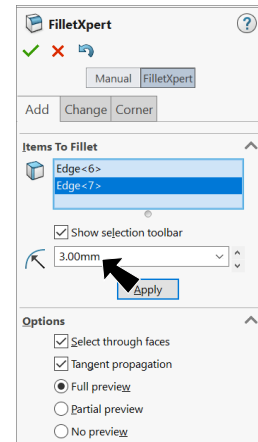 FilletXpert
?
Manual FilletXpert
Add Change Corner
Items To Fillet
Edge<6>
Edge<7>
Show selection toolbar
3.00mm
Apply
Options
Select through faces
Tangent propagation
Full preview
Partial preview
No preview